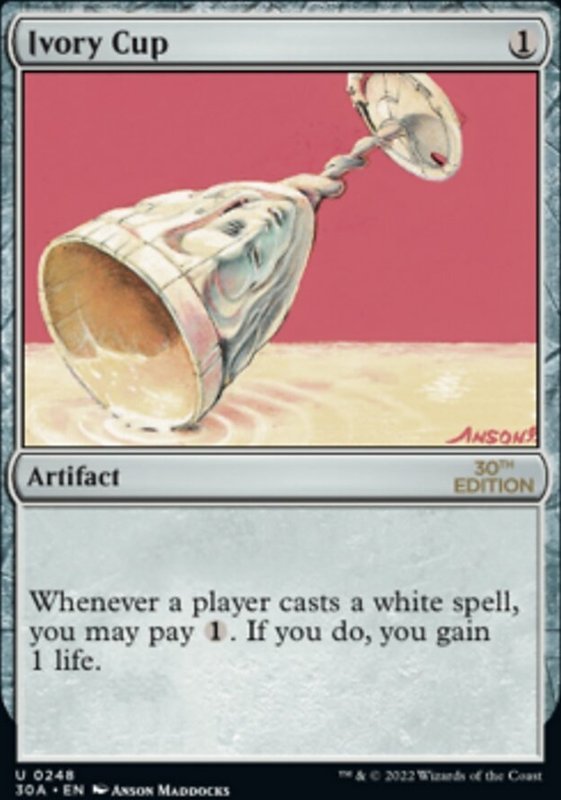 Ivory Cup 1
ANSON
Artifact
30TH
EDITION
Whenever a player casts a white spell,
you may pay 1. If you do, you gain
1 life.
U 0248
30A • EN Anson Maddocks
™ & © 2022 Wizards of the Coast